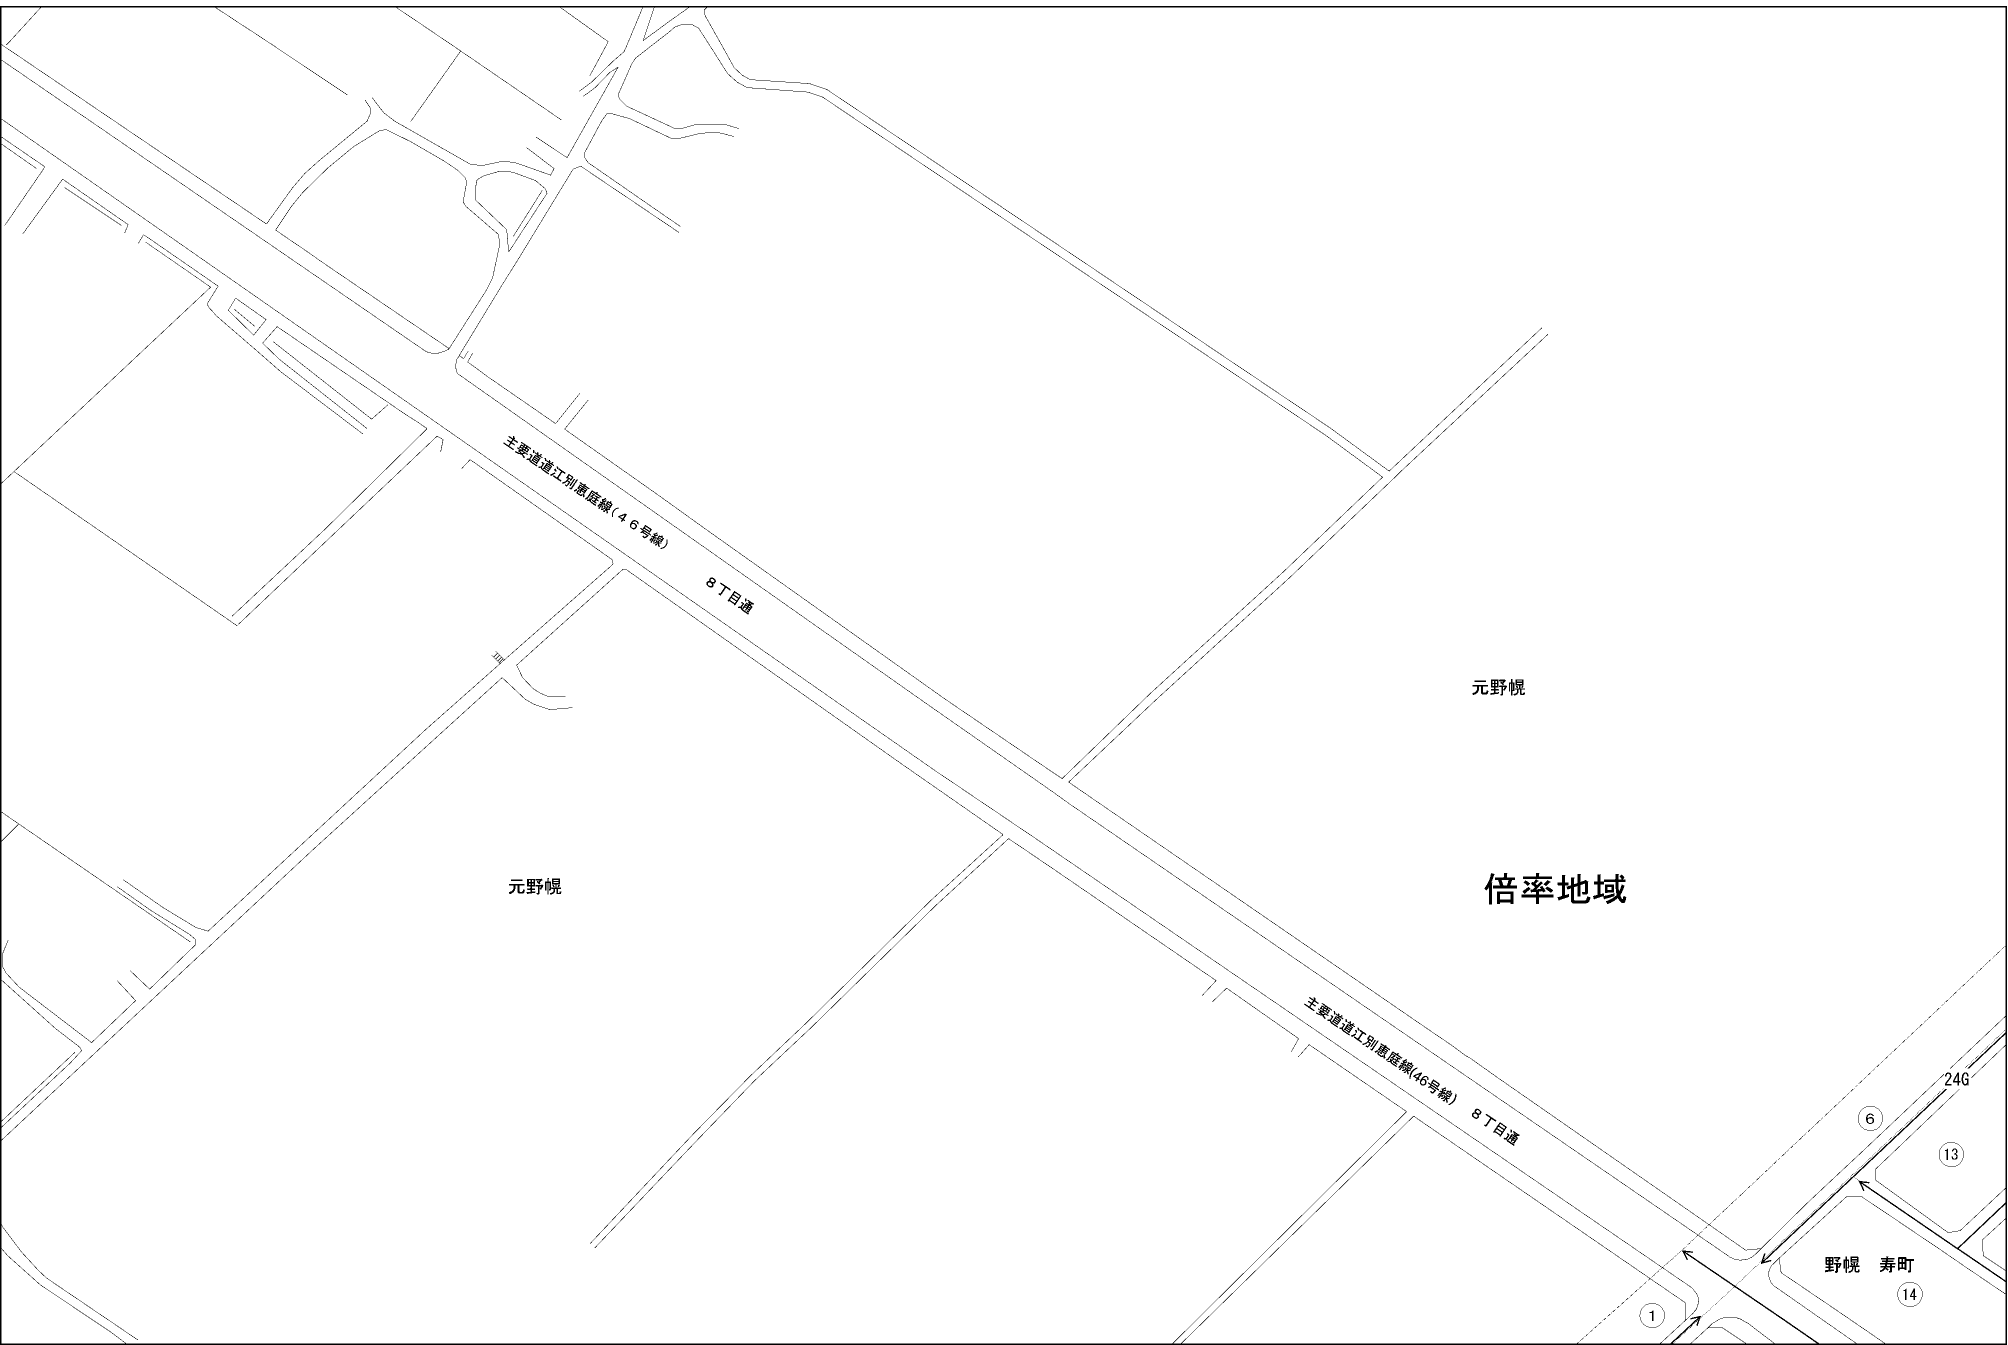 主要道道江別恵庭線(４６号線)
８丁目通
元野幌
元野幌
倍率地域
主要道道江別恵庭線(46号線)
８丁目通
24G
6
13
野幌　寿町
14
1